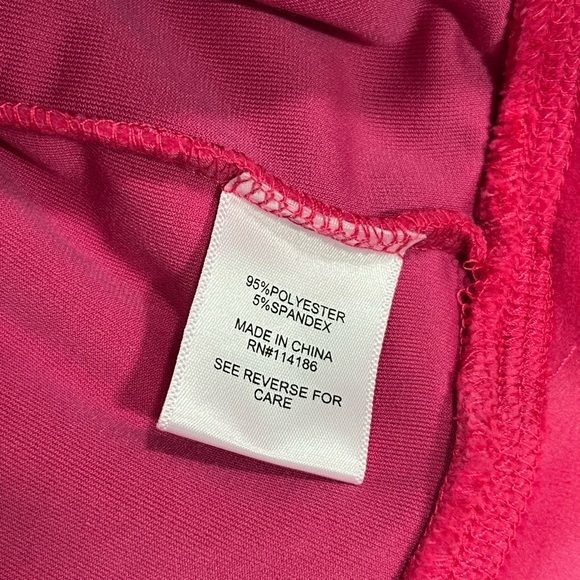 95%POLYESTER
5%SPANDEX
MADE IN CHINA
RN#114186
SEE REVERSE FOR
CARE